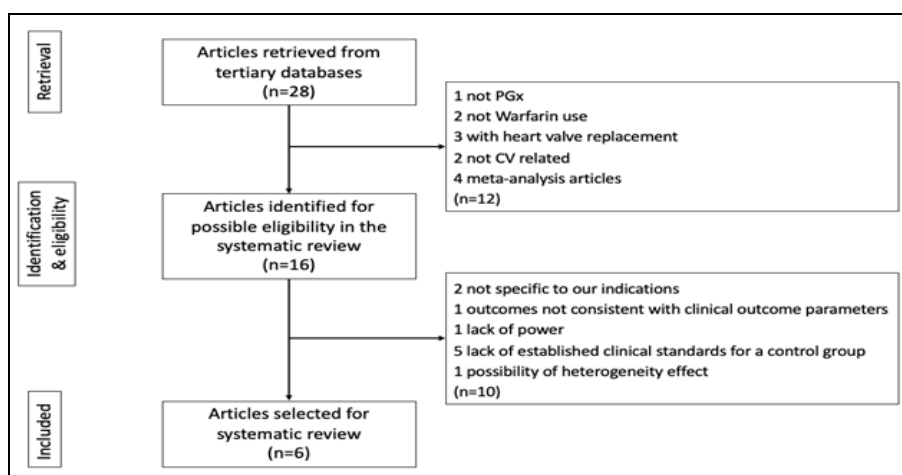 Retrieval
Articles retrieved from
tertiary databases
(n=28)
1 not PGx
2 not Warfarin use
3 with heart valve replacement
2 not CV related
4 meta-analysis articles
(n=12)
Identification
& eligibility
Articles identified for
possible eligibility in the
systematic review
(n=16)
2 not specific to our indications
1 outcomes not consistent with clinical outcome parameters
1 lack of power
5 lack of established clinical standards for a control group
1 possibility of heterogeneity effect
(n=10)
Included
Articles selected for
systematic review
(n=6)